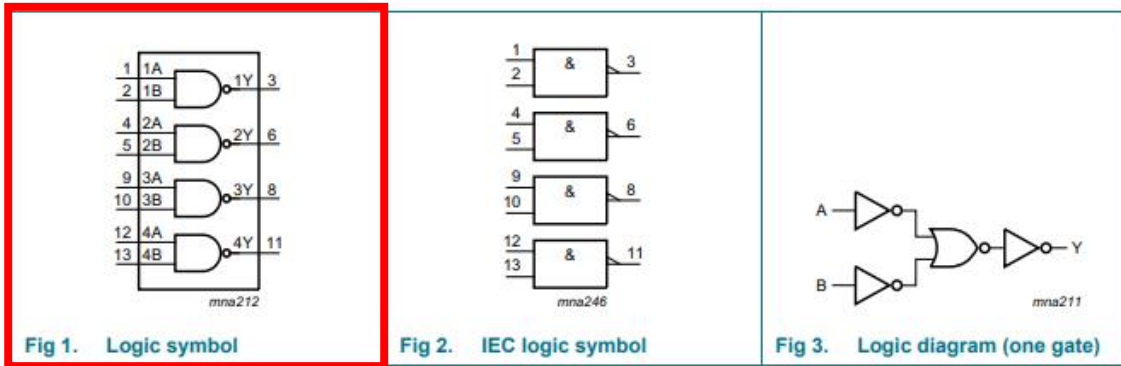 1 1A
2 1B
1Y 3
4 2A
5 2B
2Y 6
9 3A
10 3B
3Y 8
12 4A
13 4B
4Y 11
mna212
Fig 1. Logic symbol
1
2
&
3
4
5
&
6
9
10
&
8
12
13
&
11
mna246
Fig 2. IEC logic symbol
A
B
Y
mna211
Fig 3. Logic diagram (one gate)